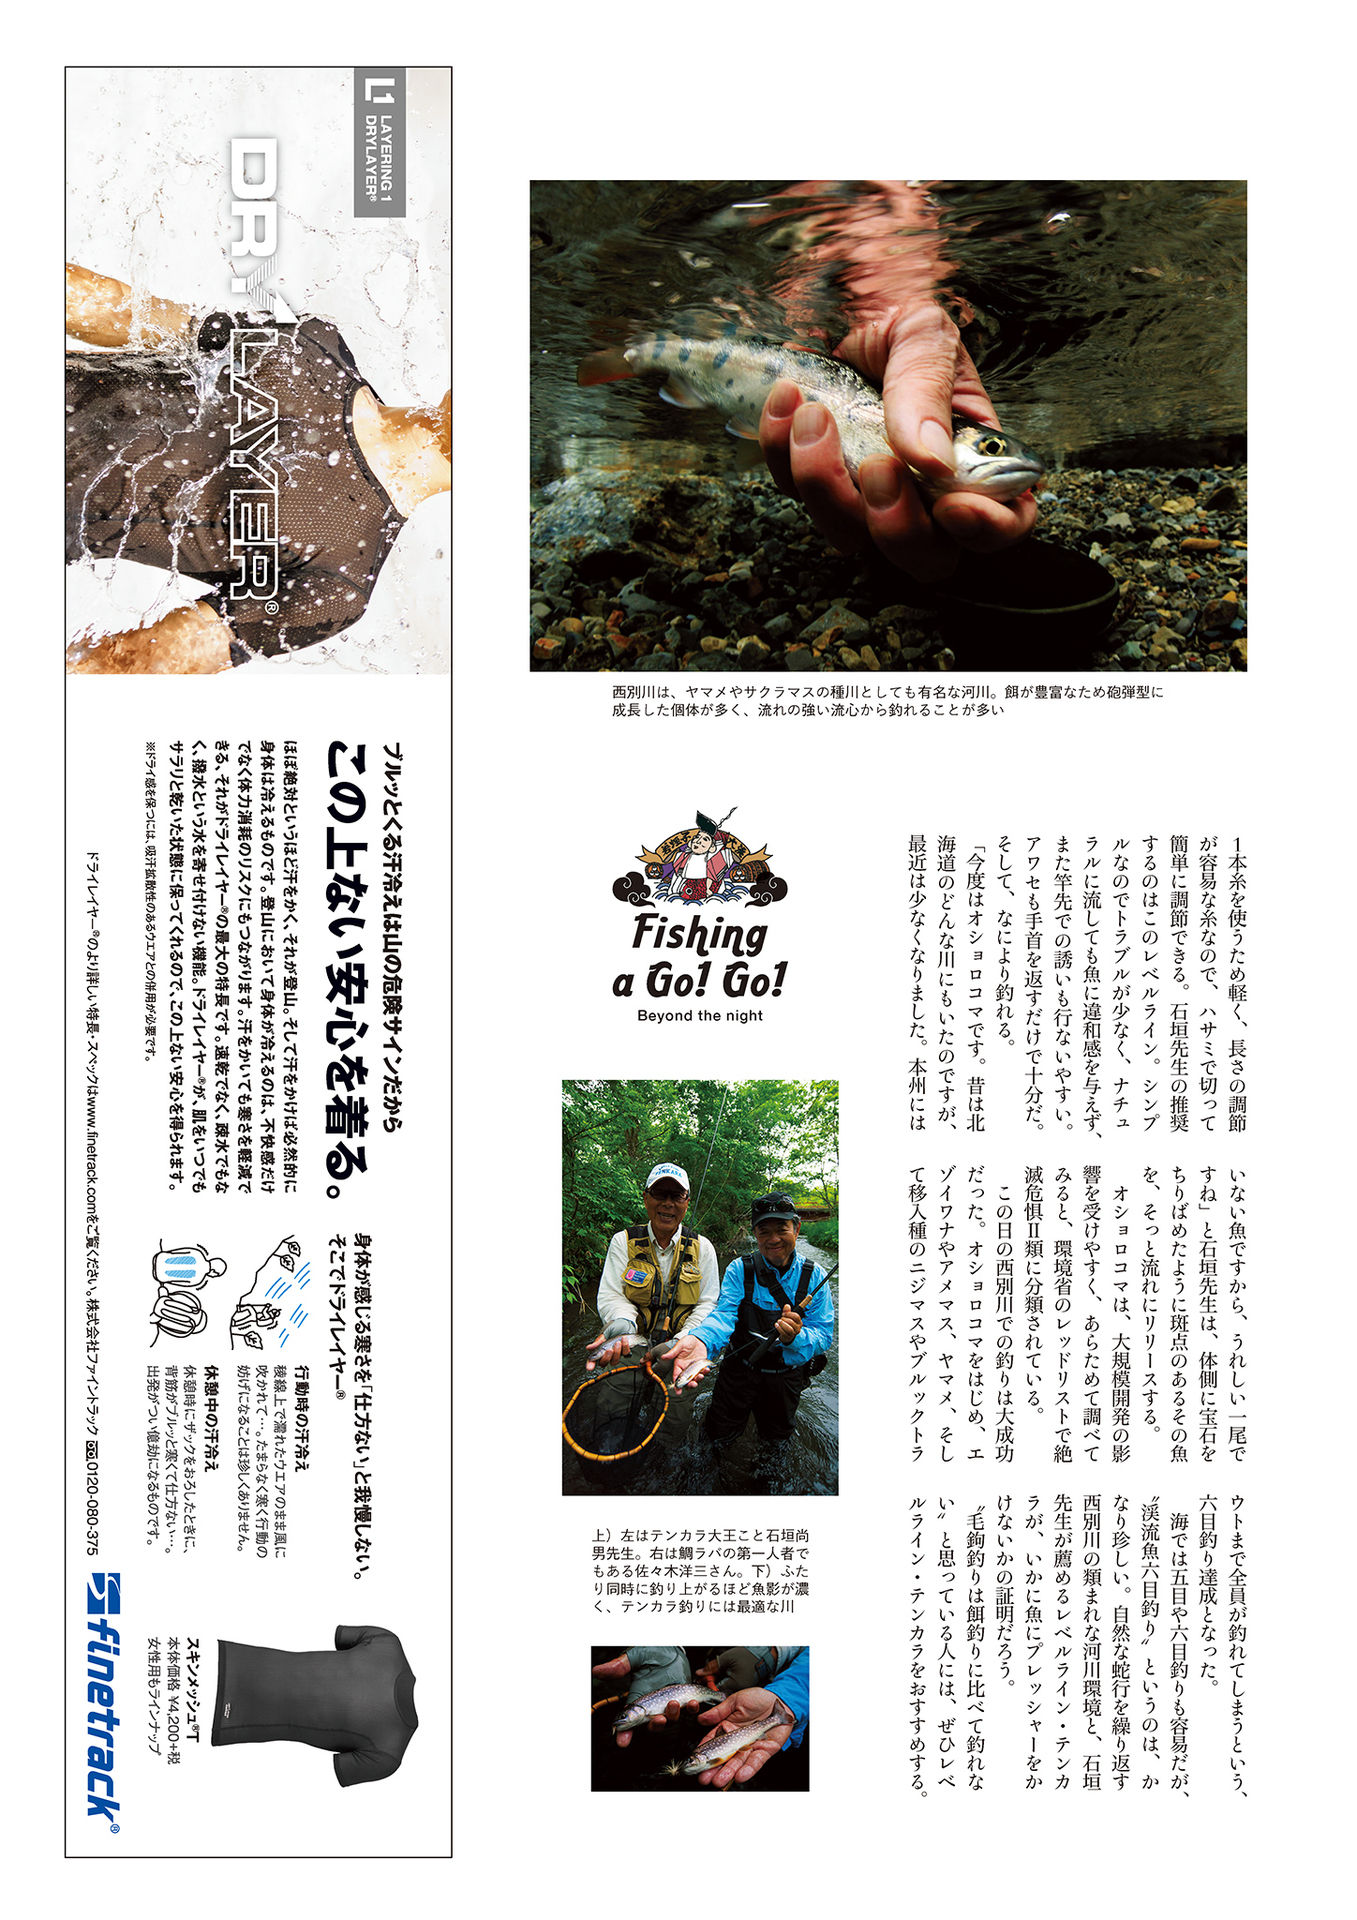 西別川は、ヤマメやサクラマスの種川としても有名な河川。餌が豊富なため砲弾型に
成長した個体が多く、流れの強い流心から釣れることが多い
1本糸を使うため軽く、長さの調節
が容易な糸なので、ハサミで切って
簡単に調節できる。石垣先生の推奨
するのはこのレベルライン。シンプ
ルなのでトラブルが少なく、ナチュ
ラルに流しても魚に違和感を与えず、
また竿先での誘いも行ないやすい。
アワセも手首を返すだけで十分だ。
そして、なにより釣れる。
「今度はオショロコマです。昔は北
海道のどんな川にもいたのですが、
最近は少なくなりました。本州には
いない魚ですから、うれしい一尾で
すね」と石垣先生は、体側に宝石を
ちりばめたように斑点のあるその魚
を、そっと流れにリリースする。
オショロコマは、大規模開発の影
響を受けやすく、あらためて調べて
みると、環境省のレッドリストで絶
滅危惧Ⅱ類に分類されている。
この日の西別川での釣りは大成功
だった。オショロコマをはじめ、エ
ゾイワナやアメマス、ヤマメ、そし
て移入種のニジマスやブルックトラ
ウトまで全員が釣れてしまうという、
六目釣り達成となった。
海では五目や六目釣りも容易だが、
〝渓流魚六目釣り〟というのは、か
なり珍しい。自然な蛇行を繰り返す
西別川の類まれな河川環境と、石垣
先生が薦めるレベルライン・テンカ
ラが、いかに魚にプレッシャーをか
けないかの証明だろう。
〝毛鉤釣りは餌釣りに比べて釣れな
い〟と思っている人には、ぜひレベ
ルライン・テンカラをおすすめする。
Fishing
a Go! Go!
Beyond the night
上）左はテンカラ大王こと石垣尚
男先生。右は鯛ラバの第一人者で
もある佐々木洋三さん。下）ふた
り同時に釣り上がるほど魚影が濃
く、テンカラ釣りには最適な川
L1 LAYERING 1
DRYLAYER®
DRYLAYER®
ブルッとくる汗冷えは山の危険サインだから
この上ない安心を着る。
ほぼ絶対というほど汗をかく、それが登山。そして汗をかけば必然的に
身体は冷えるものです。登山において身体が冷えるのは、不快感だけ
でなく体力消耗のリスクにもつながります。汗をかいても寒さを軽減で
きる、それがドライレイヤー®の最大の特長です。速乾でなく、疎水でもな
く、撥水という水を寄せ付けない機能。ドライレイヤー®が、肌をいつでも
サラリと乾いた状態に保ってくれるので、この上ない安心を得られます。
※ドライ感を保つには、吸汗拡散性のあるウエアとの併用が必要です。
身体が感じる寒さを「仕方ない」と我慢しない。
そこでドライレイヤー®
行動時の汗冷え
稜線上で濡れたウエアのまま風に
吹かれて…。たまらなく寒く行動の
妨げになることは珍しくありません。
休憩中の汗冷え
休憩時にザックをおろしたときに、
背筋がブルッと寒くて仕方ない…。
出発がつい億劫になるものです。
スキンメッシュ®T
本体価格 ¥4,200+税
女性用もラインナップ
ドライレイヤー®のより詳しい特長・スペックはwww.finetrack.comをご覧ください。株式会社ファイントラック 0120-080-375
finetrack®